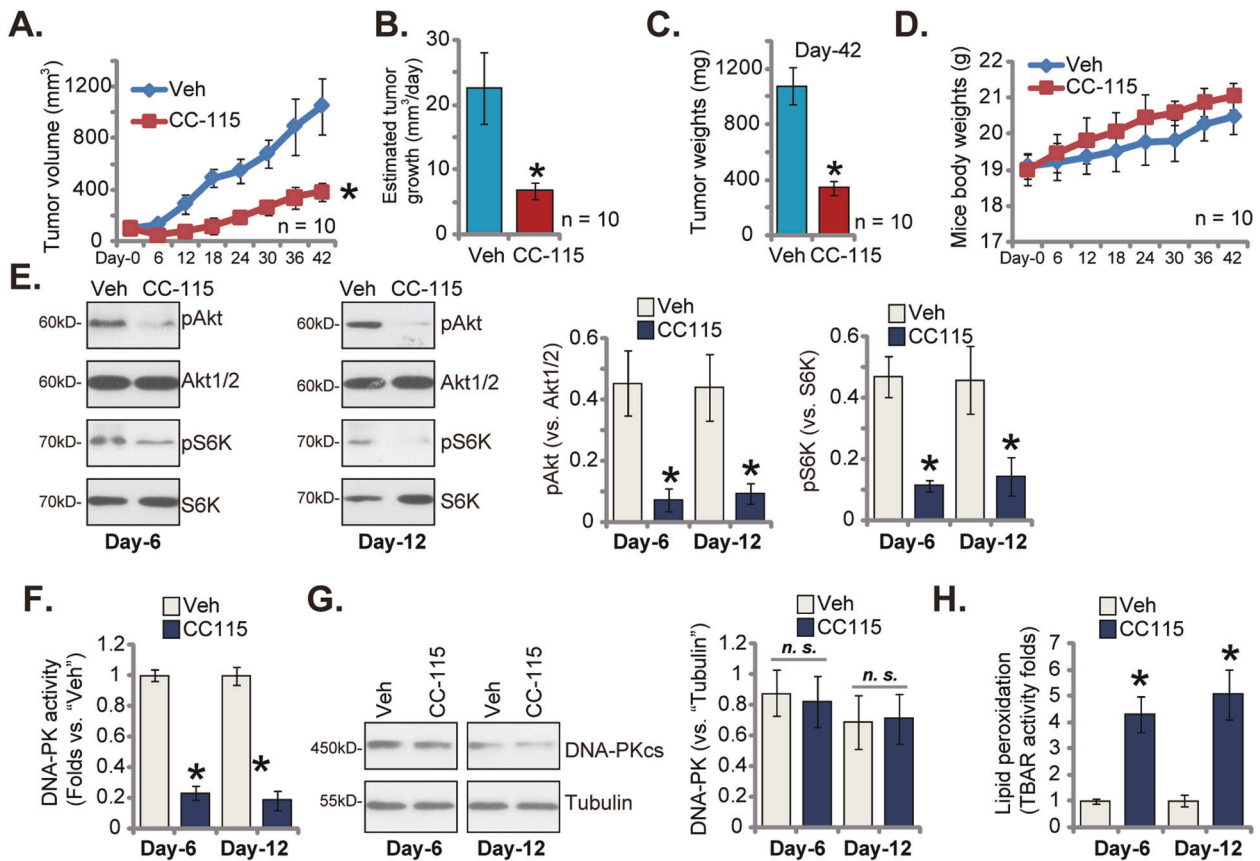 A.
Tumor volume (mm³)
1200
800
400
0
Veh
CC-115
*
n = 10
Day-0 6 12 18 24 30 36 42
B.
Estimated tumor
growth (mm³/day)
30
20
10
0
*
n = 10
Veh CC-115
C.
Tumor weights (mg)
Day-42
1200
800
400
0
*
n = 10
Veh CC-115
D.
Mice body weights (g)
22
21
20
19
18
17
Veh
CC-115
n = 10
Day-0 6 12 18 24 30 36 42
E.
Veh CC-115
60kD- pAkt
60kD- Akt1/2
70kD- pS6K
70kD- S6K
Day-6
Veh CC-115
60kD- pAkt
60kD- Akt1/2
70kD- pS6K
70kD- S6K
Day-12
Veh
CC115
pAkt (vs. Akt1/2)
0.6
0.4
0.2
0
* *
Day-6 Day-12
Veh
CC115
pS6K (vs. S6K)
0.6
0.4
0.2
0
* *
Day-6 Day-12
F.
Veh
CC115
DNA-PK activity
(Folds vs. “Veh”)
1.2
1
0.8
0.6
0.4
0.2
0
* *
Day-6 Day-12
G.
Veh CC-115 Veh CC-115
450kD- DNA-PKcs
55kD- Tubulin
Day-6 Day-12
Veh
CC115
DNA-PK (vs. “Tubulin”)
1.2
1
0.8
0.6
0.4
0.2
0
n. s. n. s.
Day-6 Day-12
H.
Veh
CC115
Lipid peroxidation
(TBAR activity folds)
7
6
5
4
3
2
1
0
* *
Day-6 Day-12